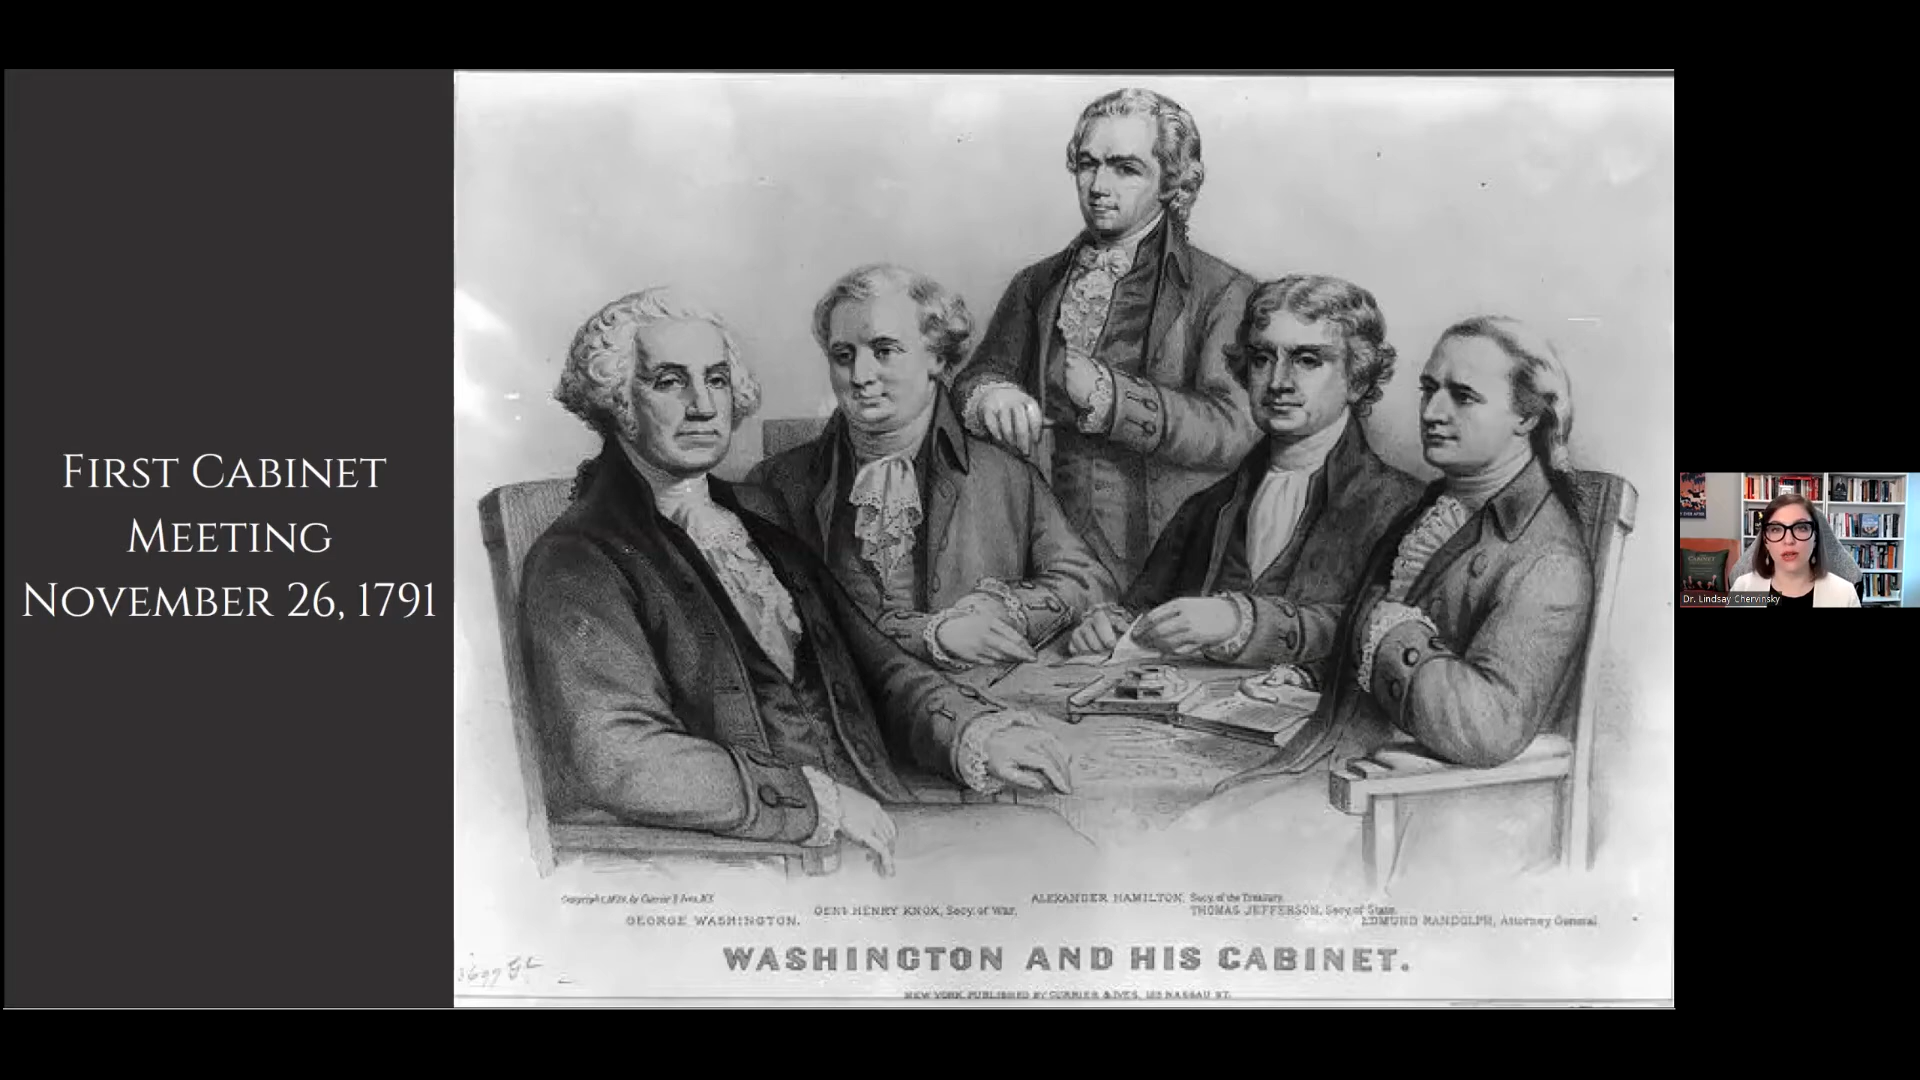 FIRST CABINET
MEETING
NOVEMBER 26, 1791
GEORGE WASHINGTON.
GENL HENRY KNOX, Secy. of War.
ALEXANDER HAMILTON, Secy. of the Treasury.
THOMAS JEFFERSON, Secy. of State.
EDMUND RANDOLPH, Attorney General.
WASHINGTON AND HIS CABINET.
NEW YORK, PUBLISHED BY CURRIER & IVES, NASSAU ST.
Dr. Lindsay Chervinsky